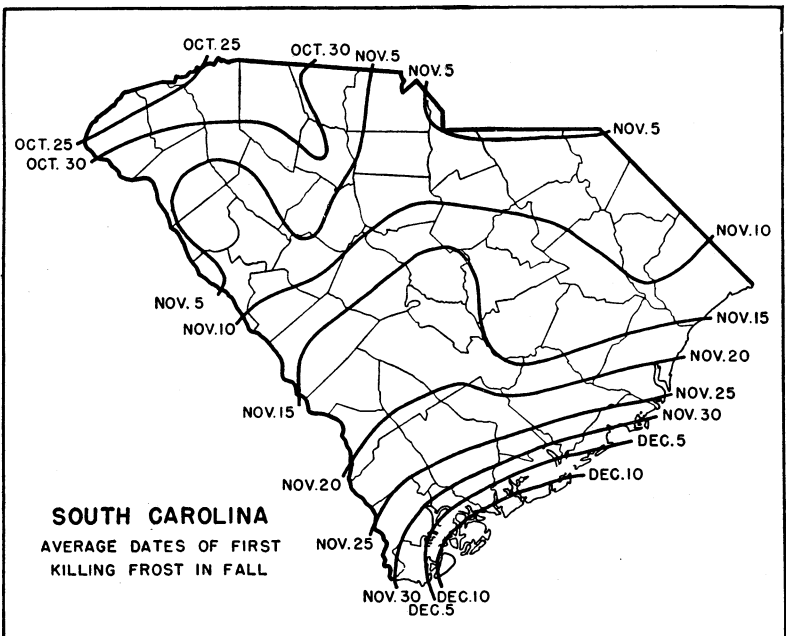 OCT. 25
OCT. 30
NOV. 5
NOV. 5
NOV. 5
OCT. 25
OCT. 30
NOV. 10
NOV. 5
NOV. 10
NOV. 15
NOV. 20
NOV. 25
NOV. 30
NOV. 15
DEC. 5
DEC. 10
NOV. 20
SOUTH CAROLINA
AVERAGE DATES OF FIRST
KILLING FROST IN FALL
NOV. 25
NOV. 30
DEC. 10
DEC. 5